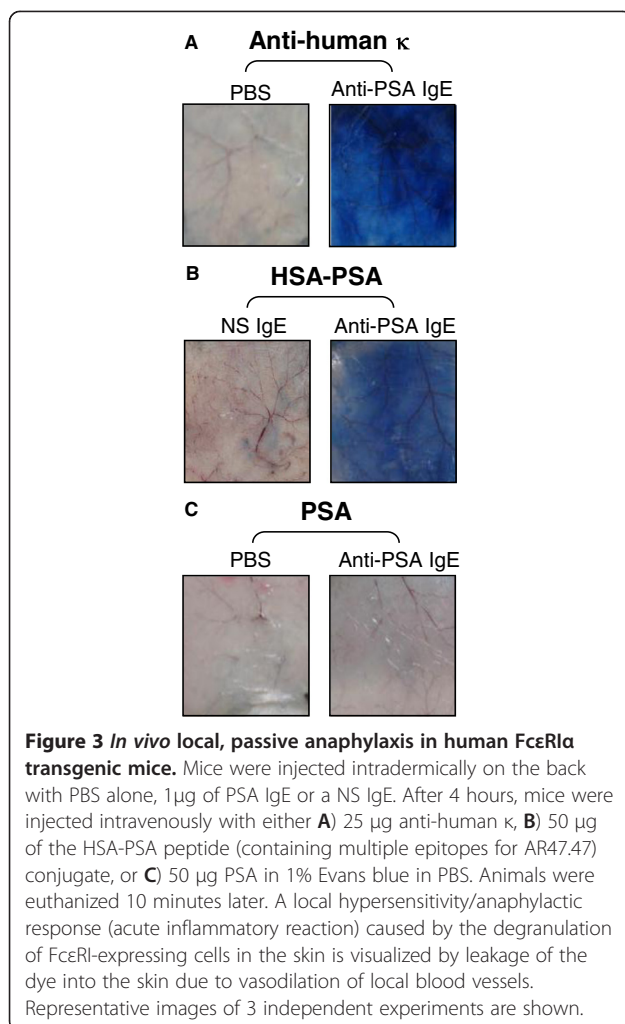 A Anti-human κ
PBS Anti-PSA IgE
B HSA-PSA
NS IgE Anti-PSA IgE
C PSA
PBS Anti-PSA IgE
Figure 3 In vivo local, passive anaphylaxis in human FcεRIα
transgenic mice. Mice were injected intradermically on the back
with PBS alone, 1μg of PSA IgE or a NS IgE. After 4 hours, mice were
injected intravenously with either A) 25 μg anti-human κ, B) 50 μg
of the HSA-PSA peptide (containing multiple epitopes for AR47.47)
conjugate, or C) 50 μg PSA in 1% Evans blue in PBS. Animals were
euthanized 10 minutes later. A local hypersensitivity/anaphylactic
response (acute inflammatory reaction) caused by the degranulation
of FcεRI-expressing cells in the skin is visualized by leakage of the
dye into the skin due to vasodilation of local blood vessels.
Representative images of 3 independent experiments are shown.